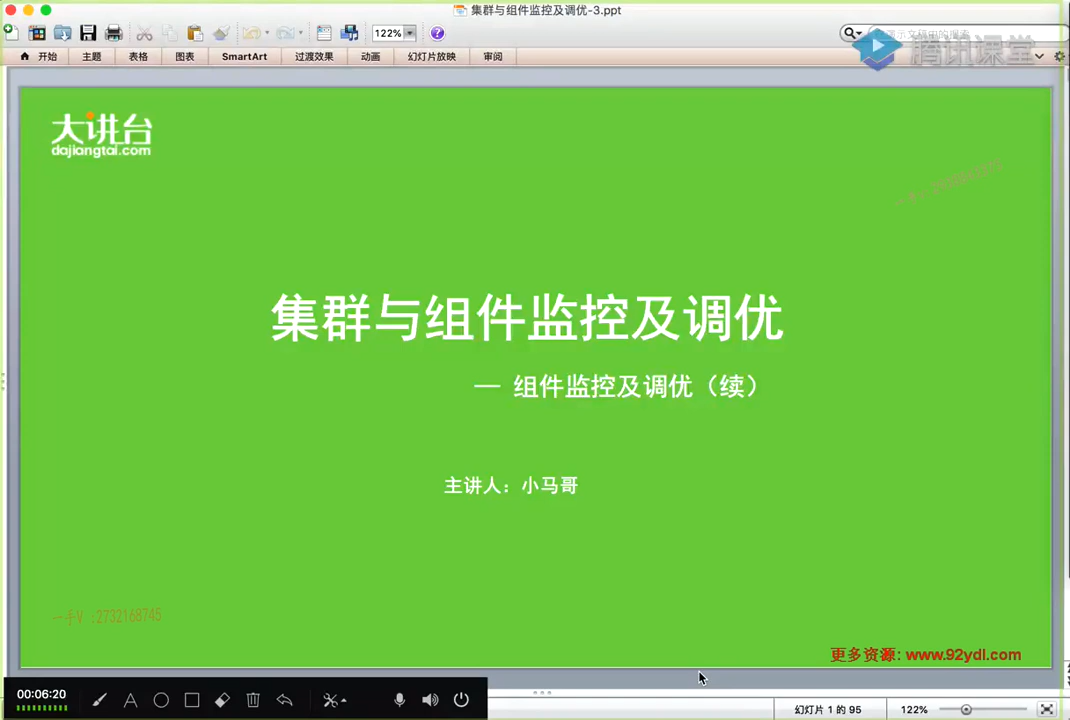 集群与组件监控及调优-3.ppt
122%
腾讯课堂
开始 主题 表格 图表 SmartArt 过渡效果 动画 幻灯片放映 审阅
大讲台
dajiangtai.com
集群与组件监控及调优
— 组件监控及调优（续）
主讲人：小马哥
一手V :2732168745
更多资源: www.92ydl.com
00:06:20
幻灯片 1 的 95
122%